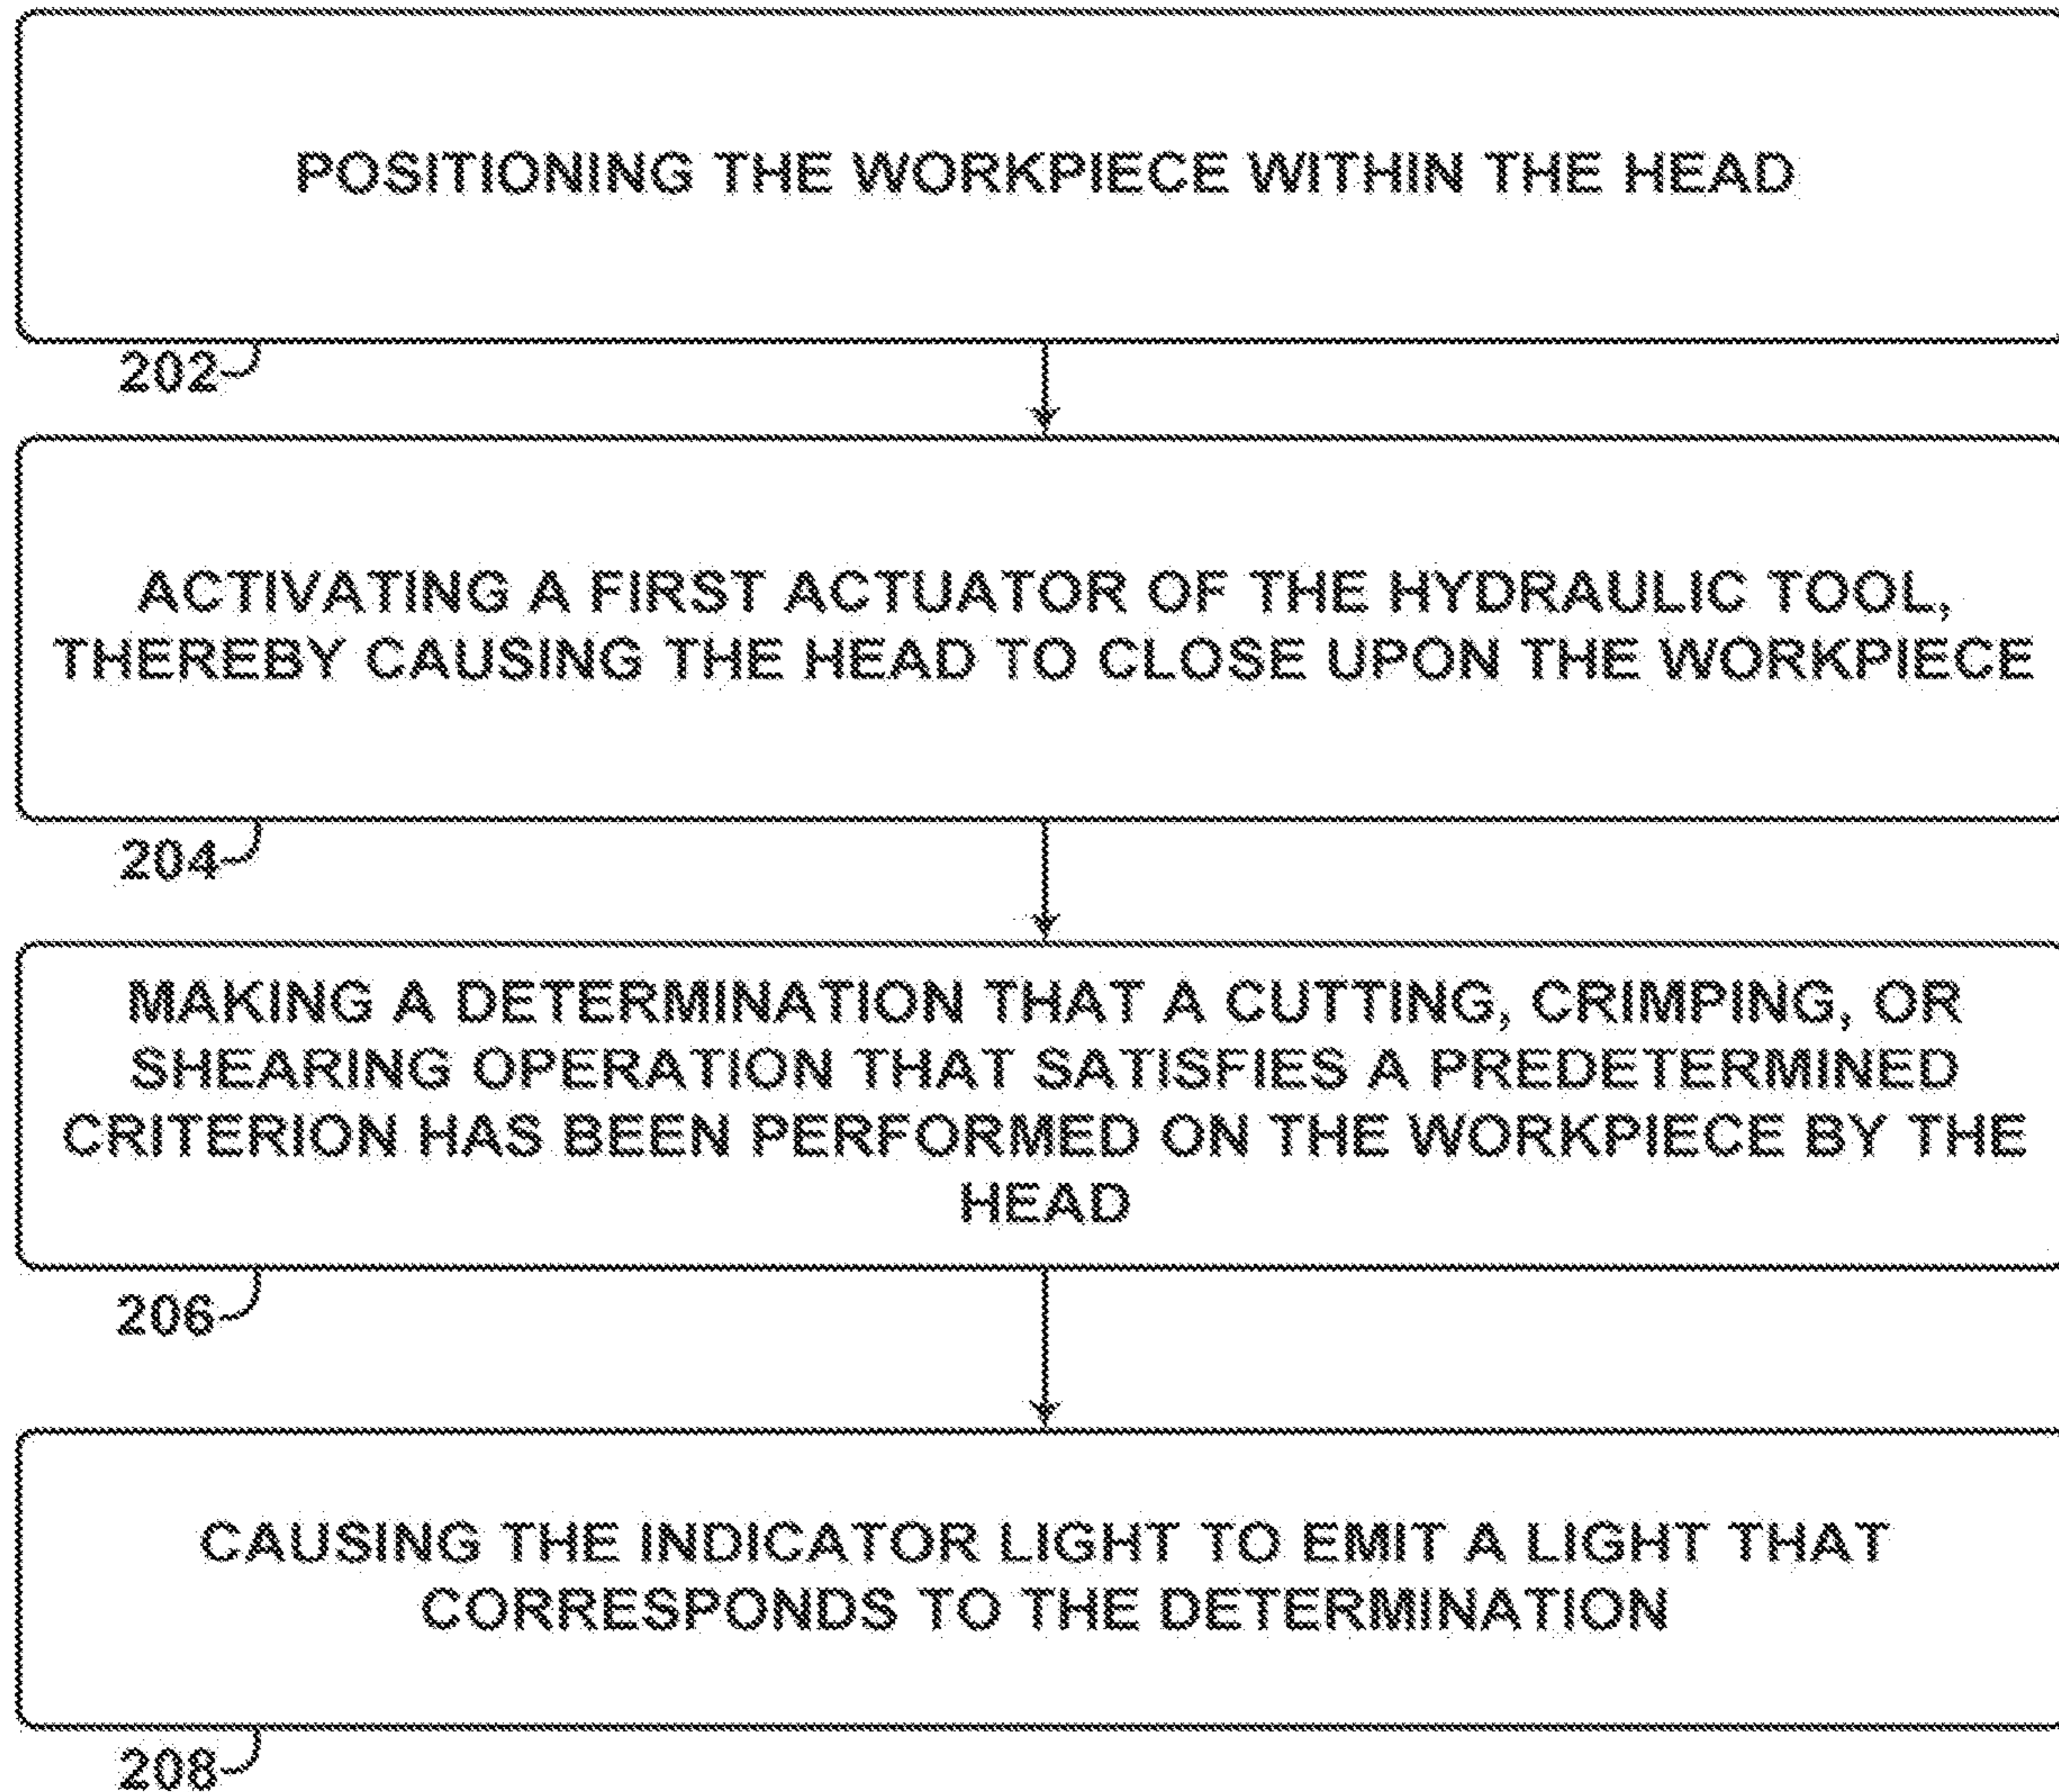 POSITIONING THE WORKPIECE WITHIN THE HEAD
202
ACTIVATING A FIRST ACTUATOR OF THE HYDRAULIC TOOL,
THEREBY CAUSING THE HEAD TO CLOSE UPON THE WORKPIECE
204
MAKING A DETERMINATION THAT A CUTTING, CRIMPING, OR
SHEARING OPERATION THAT SATISFIES A PREDETERMINED
CRITERION HAS BEEN PERFORMED ON THE WORKPIECE BY THE
HEAD
206
CAUSING THE INDICATOR LIGHT TO EMIT A LIGHT THAT
CORRESPONDS TO THE DETERMINATION
208